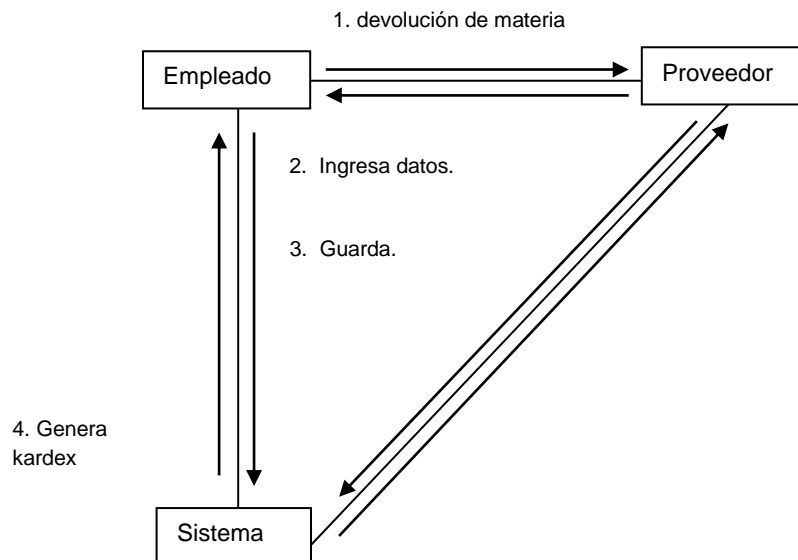 1. devolución de materia
Empleado
Proveedor
2. Ingresa datos.
3. Guarda.
4. Genera
kardex
Sistema